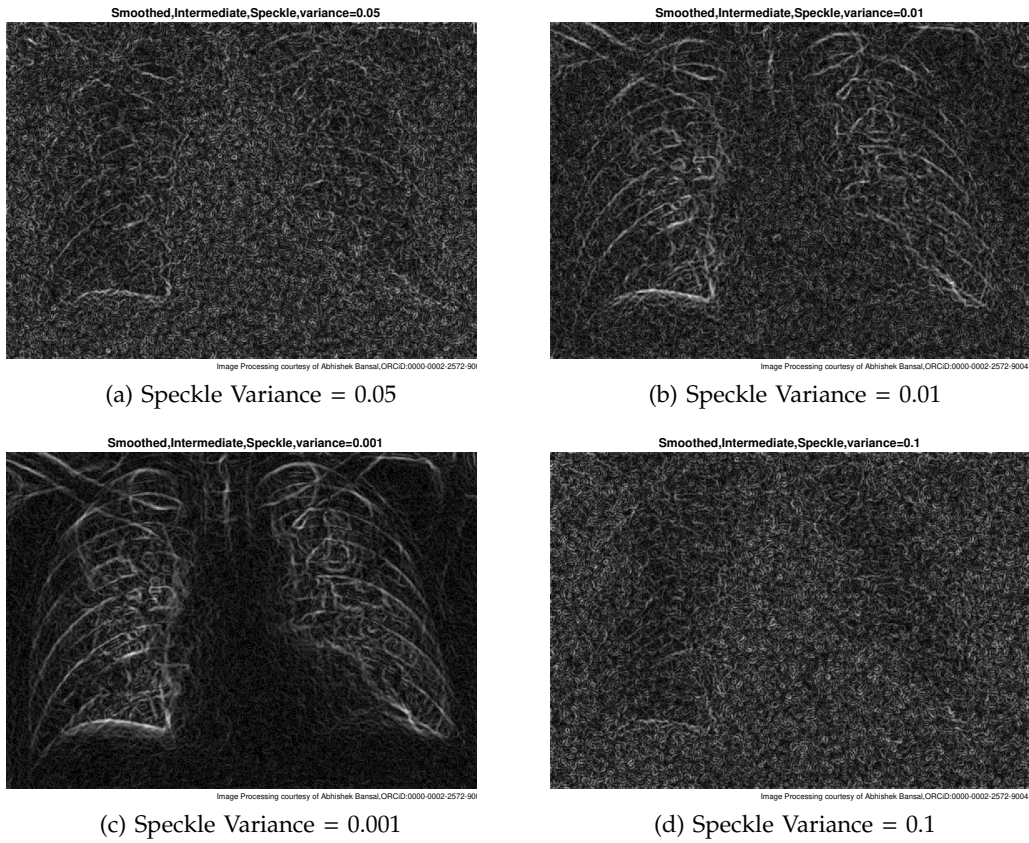 Smoothed,Intermediate,Speckle,variance=0.05
Image Processing courtesy of Abhishek Bansal,ORCiD:0000-0002-2572-90
(a) Speckle Variance = 0.05
Smoothed,Intermediate,Speckle,variance=0.01
Image Processing courtesy of Abhishek Bansal,ORCiD:0000-0002-2572-9004
(b) Speckle Variance = 0.01
Smoothed,Intermediate,Speckle,variance=0.001
Image Processing courtesy of Abhishek Bansal,ORCiD:0000-0002-2572-90
(c) Speckle Variance = 0.001
Smoothed,Intermediate,Speckle,variance=0.1
Image Processing courtesy of Abhishek Bansal,ORCiD:0000-0002-2572-9004
(d) Speckle Variance = 0.1